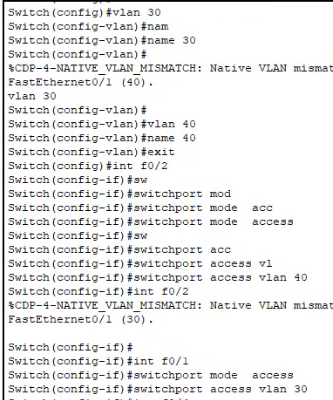 Switch(config)#vlan 30
Switch(config-vlan)#nam
Switch(config-vlan)#name 30
Switch(config-vlan)#
%CDP-4-NATIVE_VLAN_MISMATCH: Native VLAN mismat
FastEthernet0/1 (40).
vlan 30
Switch(config-vlan)#
Switch(config-vlan)#vlan 40
Switch(config-vlan)#name 40
Switch(config-vlan)#exit
Switch(config)#int f0/2
Switch(config-if)#sw
Switch(config-if)#switchport mod
Switch(config-if)#switchport mode  acc
Switch(config-if)#switchport mode  access
Switch(config-if)#sw
Switch(config-if)#switchport acc
Switch(config-if)#switchport access vl
Switch(config-if)#switchport access vlan 40
Switch(config-if)#int f0/2
%CDP-4-NATIVE_VLAN_MISMATCH: Native VLAN mismat
FastEthernet0/1 (30).
Switch(config-if)#
Switch(config-if)#int f0/1
Switch(config-if)#switchport mode  access
Switch(config-if)#switchport access vlan 30